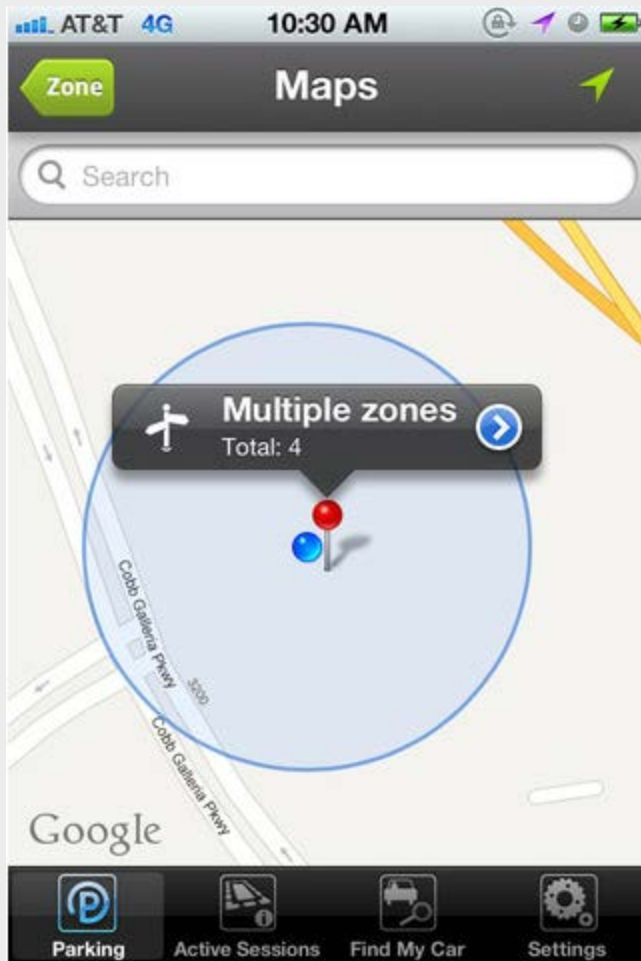 AT&T 4G 10:30 AM
Zone Maps
Search
Multiple zones
Total: 4
Cobb Galleria Pkwy
3200
Cobb Galleria Pkwy
Google
P
Parking Active Sessions Find My Car Settings